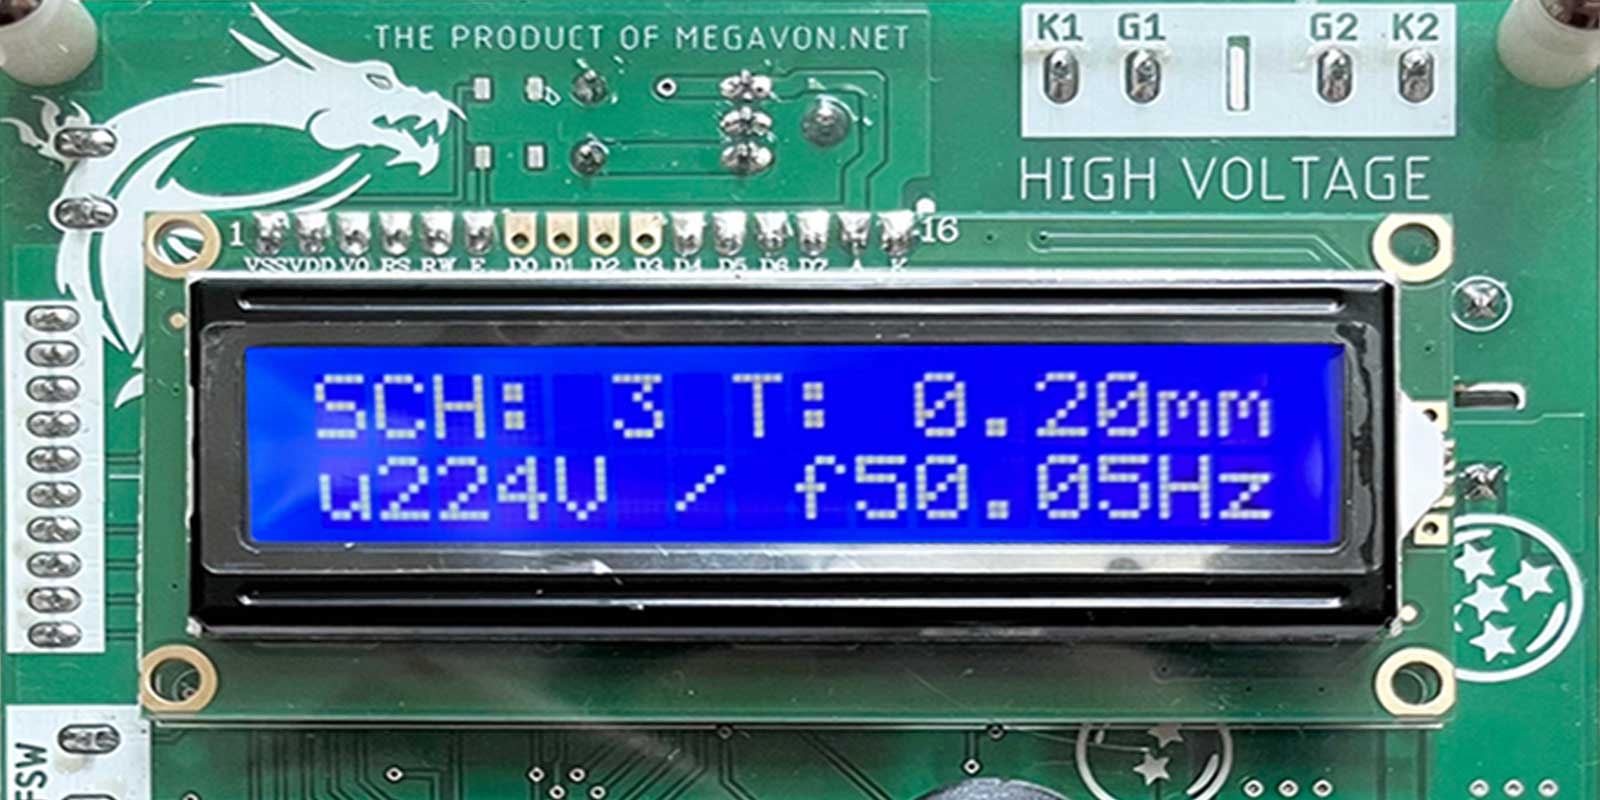 THE PRODUCT OF MEGAVON.NET
K1 G1 G2 K2
HIGH VOLTAGE
1 16
VSS VDD VO RS RW E D0 D1 D2 D3 D4 D5 D6 D7 A K
SCH: 3 T: 0.20mm
u224V / f50.05Hz
FSW